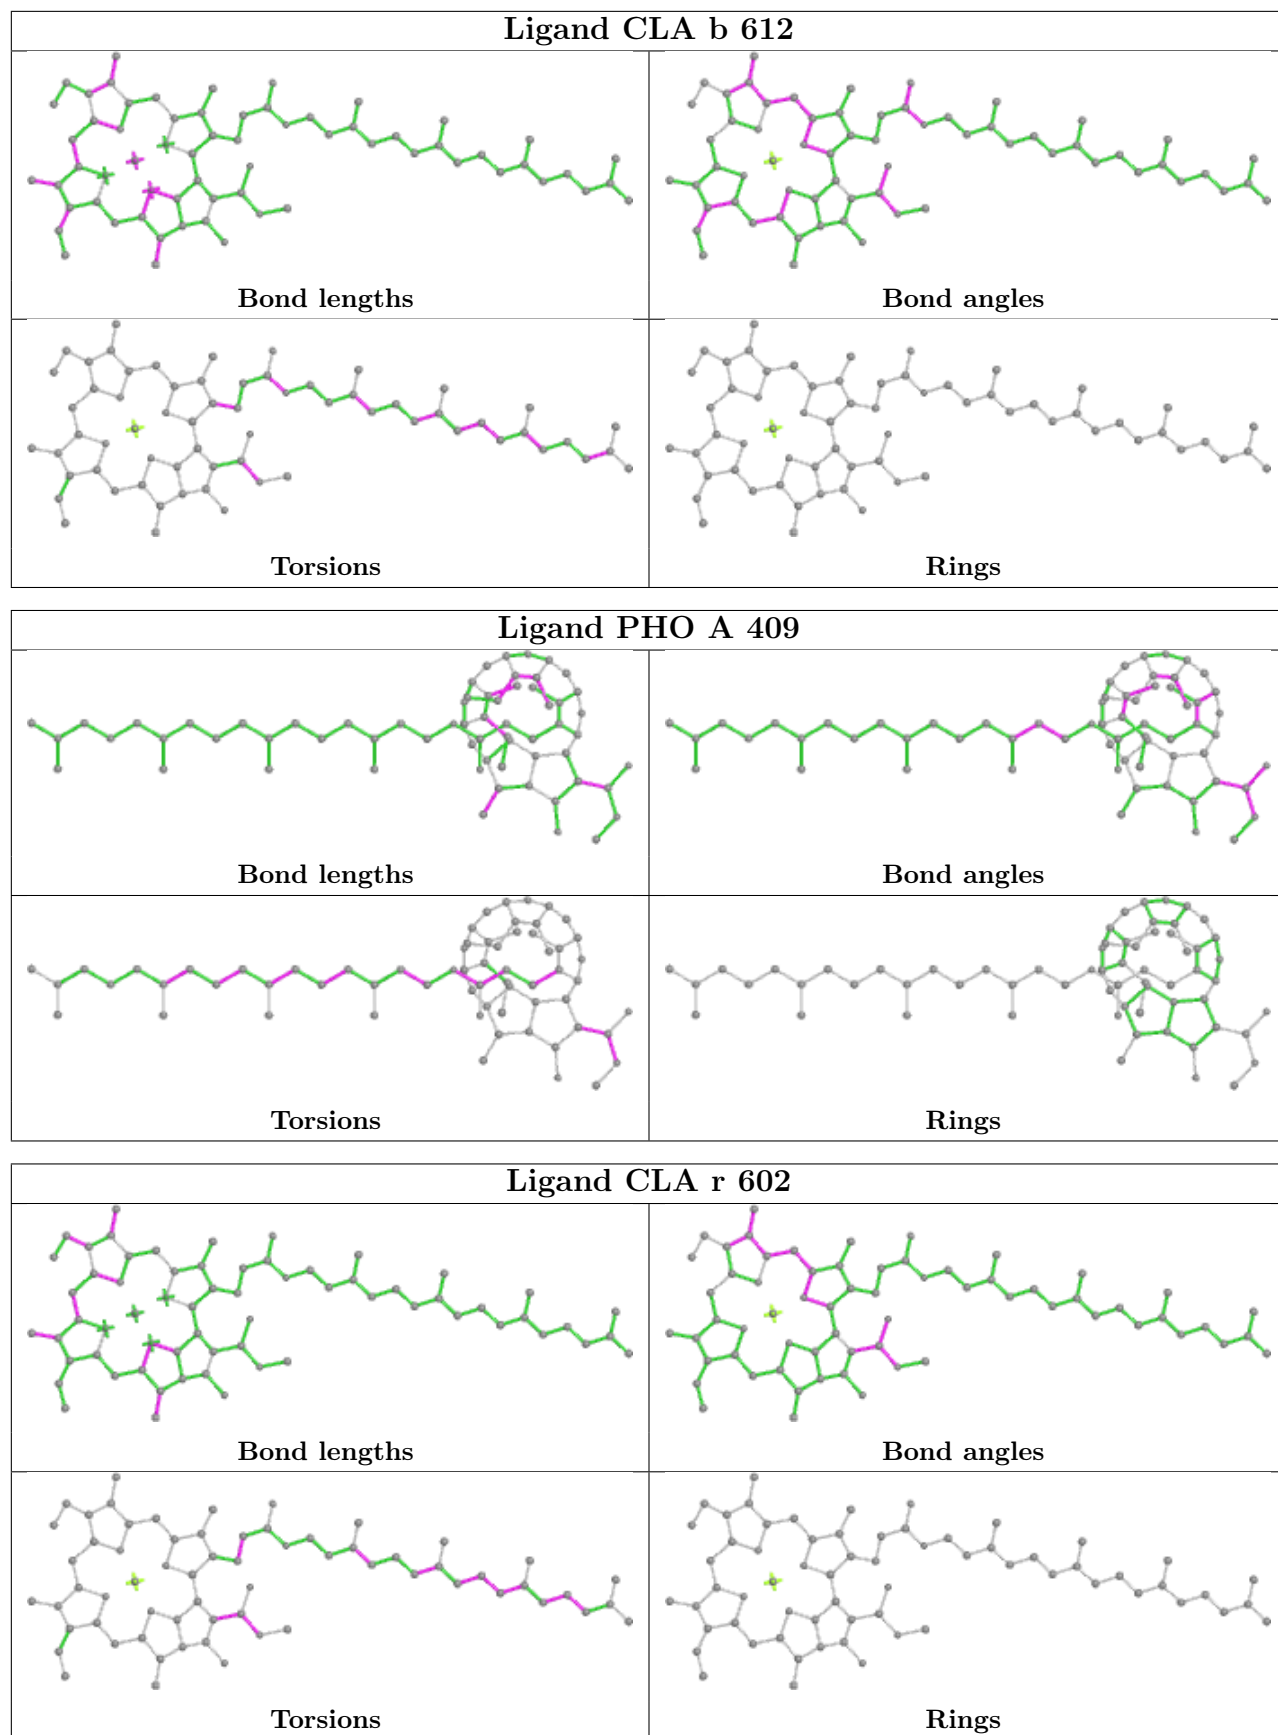 Ligand CLA b 612
Bond lengths
Bond angles
Torsions
Rings
Ligand PHO A 409
Bond lengths
Bond angles
Torsions
Rings
Ligand CLA r 602
Bond lengths
Bond angles
Torsions
Rings